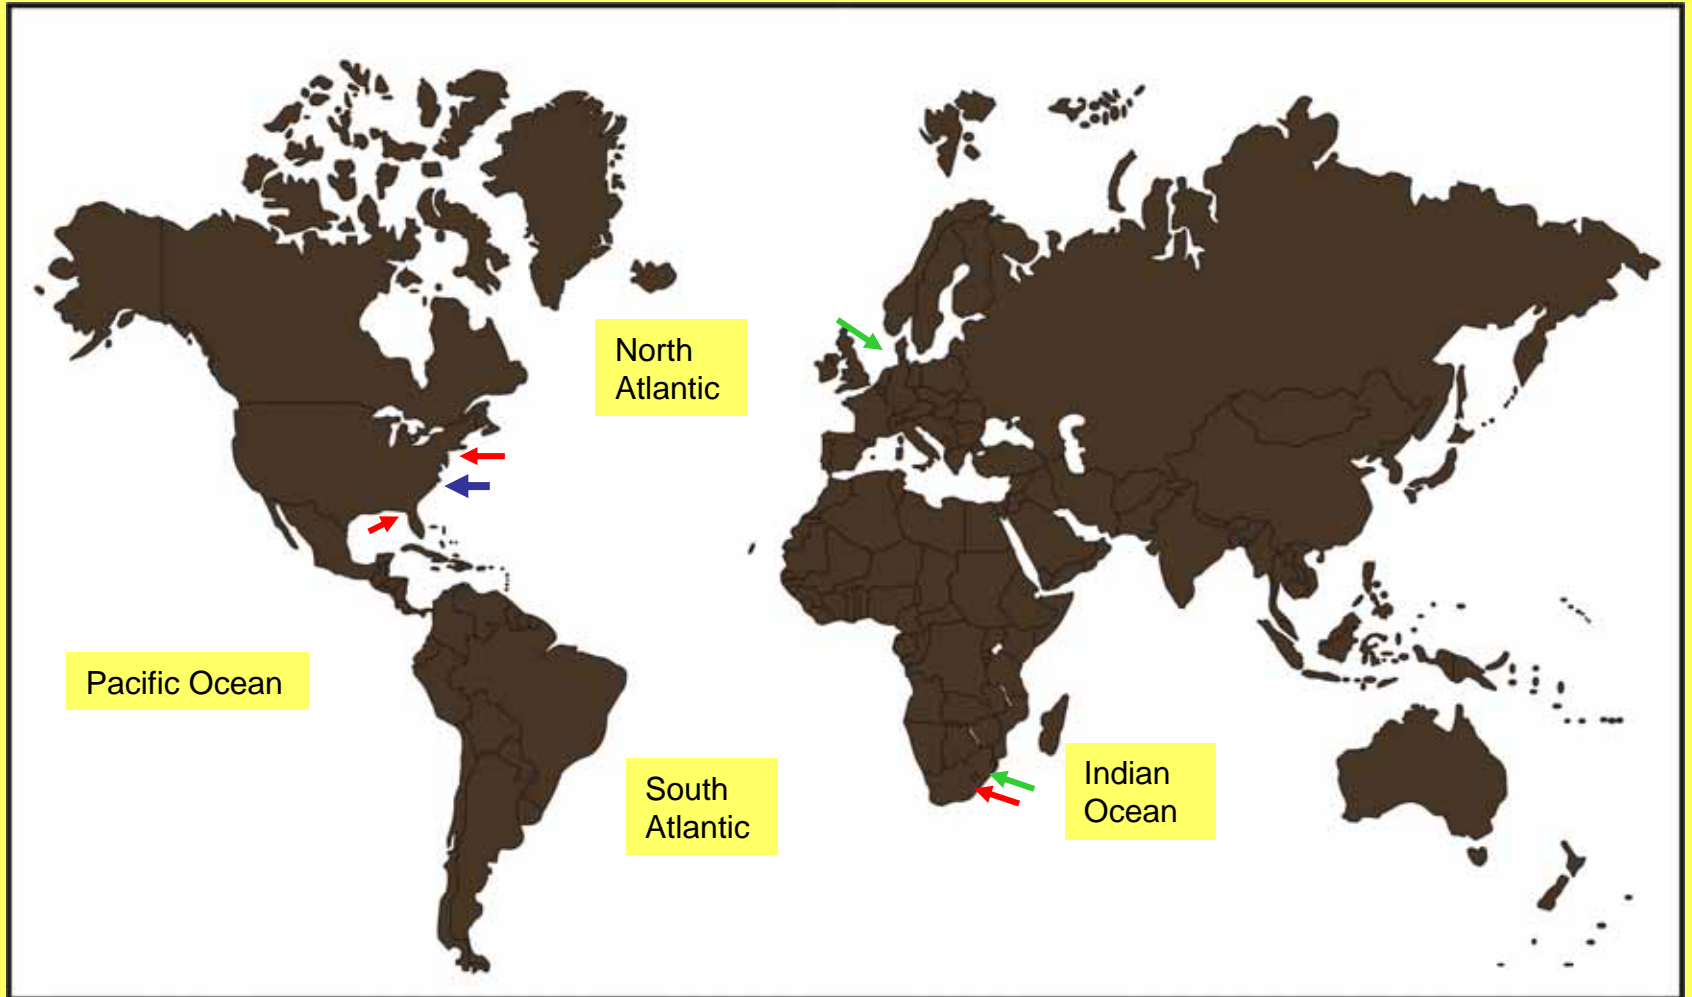 North
Atlantic
Pacific Ocean
South
Atlantic
Indian
Ocean